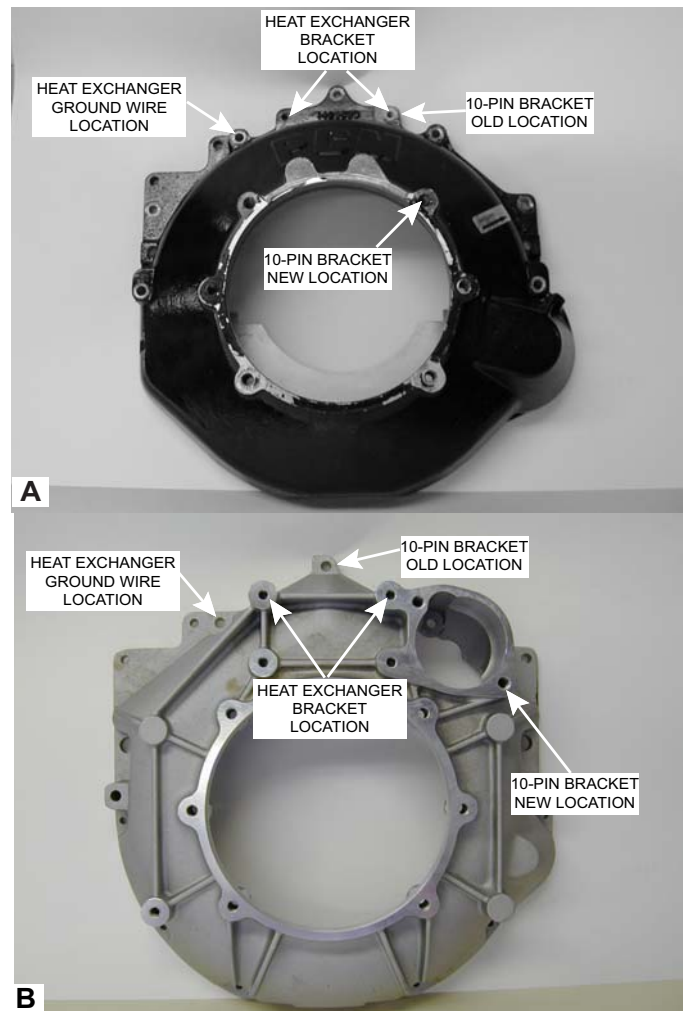 HEAT EXCHANGER
BRACKET
LOCATION
HEAT EXCHANGER
GROUND WIRE
LOCATION
10-PIN BRACKET
OLD LOCATION
10-PIN BRACKET
NEW LOCATION
A
HEAT EXCHANGER
GROUND WIRE
LOCATION
10-PIN BRACKET
OLD LOCATION
HEAT EXCHANGER
BRACKET
LOCATION
10-PIN BRACKET
NEW LOCATION
B